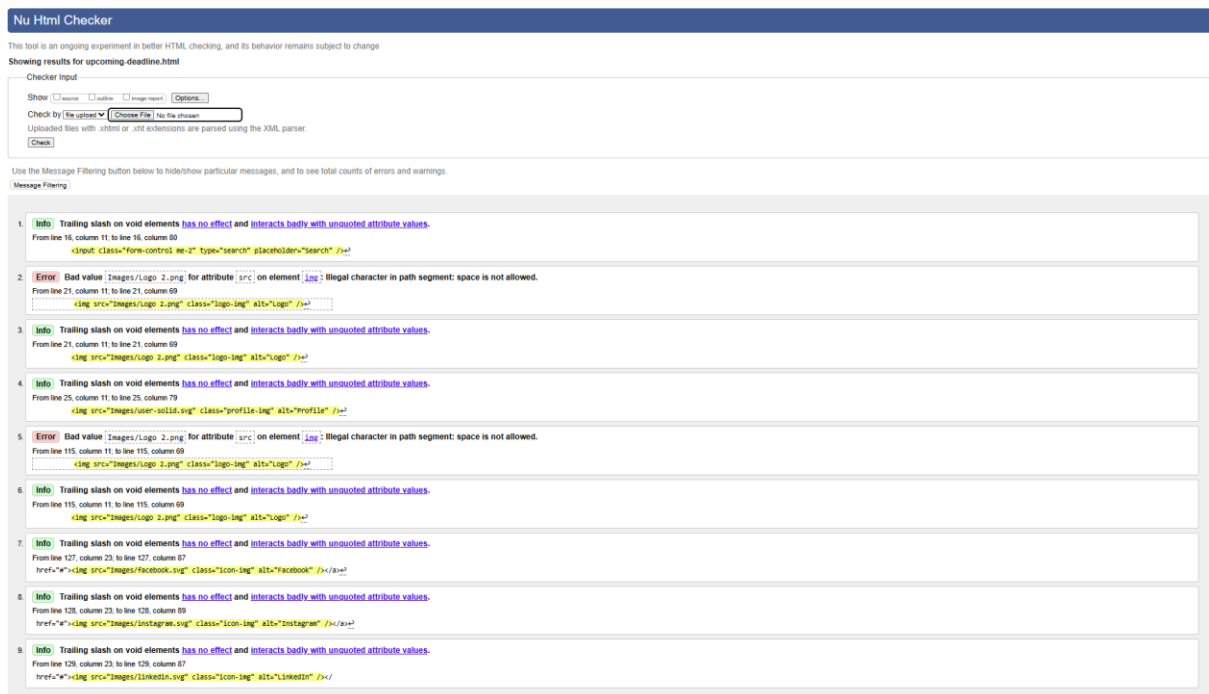 Nu Html Checker
This tool is an ongoing experiment in better HTML checking, and its behavior remains subject to change
Showing results for upcoming-deadline.html
Checker Input
Show source outline image report Options...
Check by file upload Choose File No file chosen
Uploaded files with .xhtml or .xht extensions are parsed using the XML parser.
Check
Use the Message Filtering button below to hide/show particular messages, and to see total counts of errors and warnings.
Message Filtering
1. Info Trailing slash on void elements has no effect and interacts badly with unquoted attribute values.
From line 16, column 11; to line 16, column 80
<input class="form-control me-2" type="search" placeholder="Search" />↩
2. Error Bad value Images/Logo 2.png for attribute src on element img: Illegal character in path segment: space is not allowed.
From line 21, column 11; to line 21, column 69
<img src="Images/Logo 2.png" class="logo-img" alt="Logo" />↩
3. Info Trailing slash on void elements has no effect and interacts badly with unquoted attribute values.
From line 21, column 11; to line 21, column 69
<img src="Images/Logo 2.png" class="logo-img" alt="Logo" />↩
4. Info Trailing slash on void elements has no effect and interacts badly with unquoted attribute values.
From line 25, column 11; to line 25, column 79
<img src="Images/user-solid.svg" class="profile-img" alt="Profile" />↩
5. Error Bad value Images/Logo 2.png for attribute src on element img: Illegal character in path segment: space is not allowed.
From line 115, column 11; to line 115, column 69
<img src="Images/Logo 2.png" class="logo-img" alt="Logo" />↩
6. Info Trailing slash on void elements has no effect and interacts badly with unquoted attribute values.
From line 115, column 11; to line 115, column 69
<img src="Images/Logo 2.png" class="logo-img" alt="Logo" />↩
7. Info Trailing slash on void elements has no effect and interacts badly with unquoted attribute values.
From line 127, column 23; to line 127, column 87
href="#"><img src="Images/facebook.svg" class="icon-img" alt="Facebook" /></a>↩
8. Info Trailing slash on void elements has no effect and interacts badly with unquoted attribute values.
From line 128, column 23; to line 128, column 89
href="#"><img src="Images/instagram.svg" class="icon-img" alt="Instagram" /></a>↩
9. Info Trailing slash on void elements has no effect and interacts badly with unquoted attribute values.
From line 129, column 23; to line 129, column 87
href="#"><img src="Images/linkedin.svg" class="icon-img" alt="LinkedIn" /></